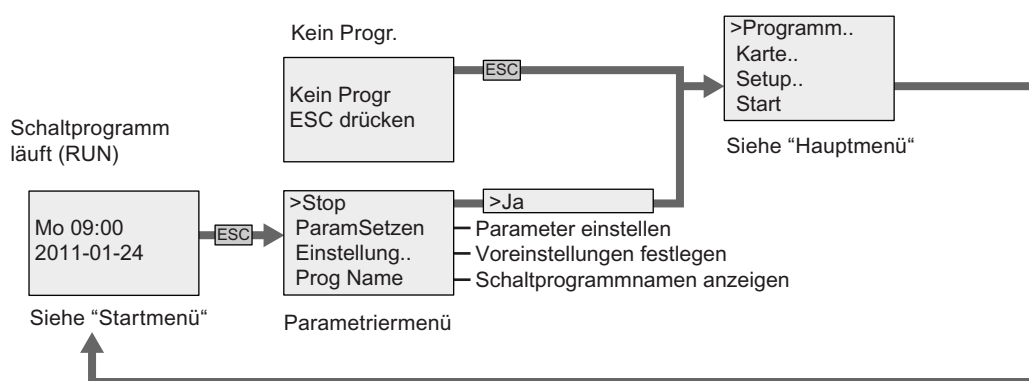 Kein Progr.
Kein Progr
ESC drücken
ESC
>Programm..
Karte..
Setup..
Start
Siehe “Hauptmenü“
Schaltprogramm
läuft (RUN)
Mo 09:00
2011-01-24
Siehe “Startmenü“
ESC
>Stop
ParamSetzen
Einstellung..
Prog Name
Parametriermenü
>Ja
Parameter einstellen
Voreinstellungen festlegen
Schaltprogrammnamen anzeigen